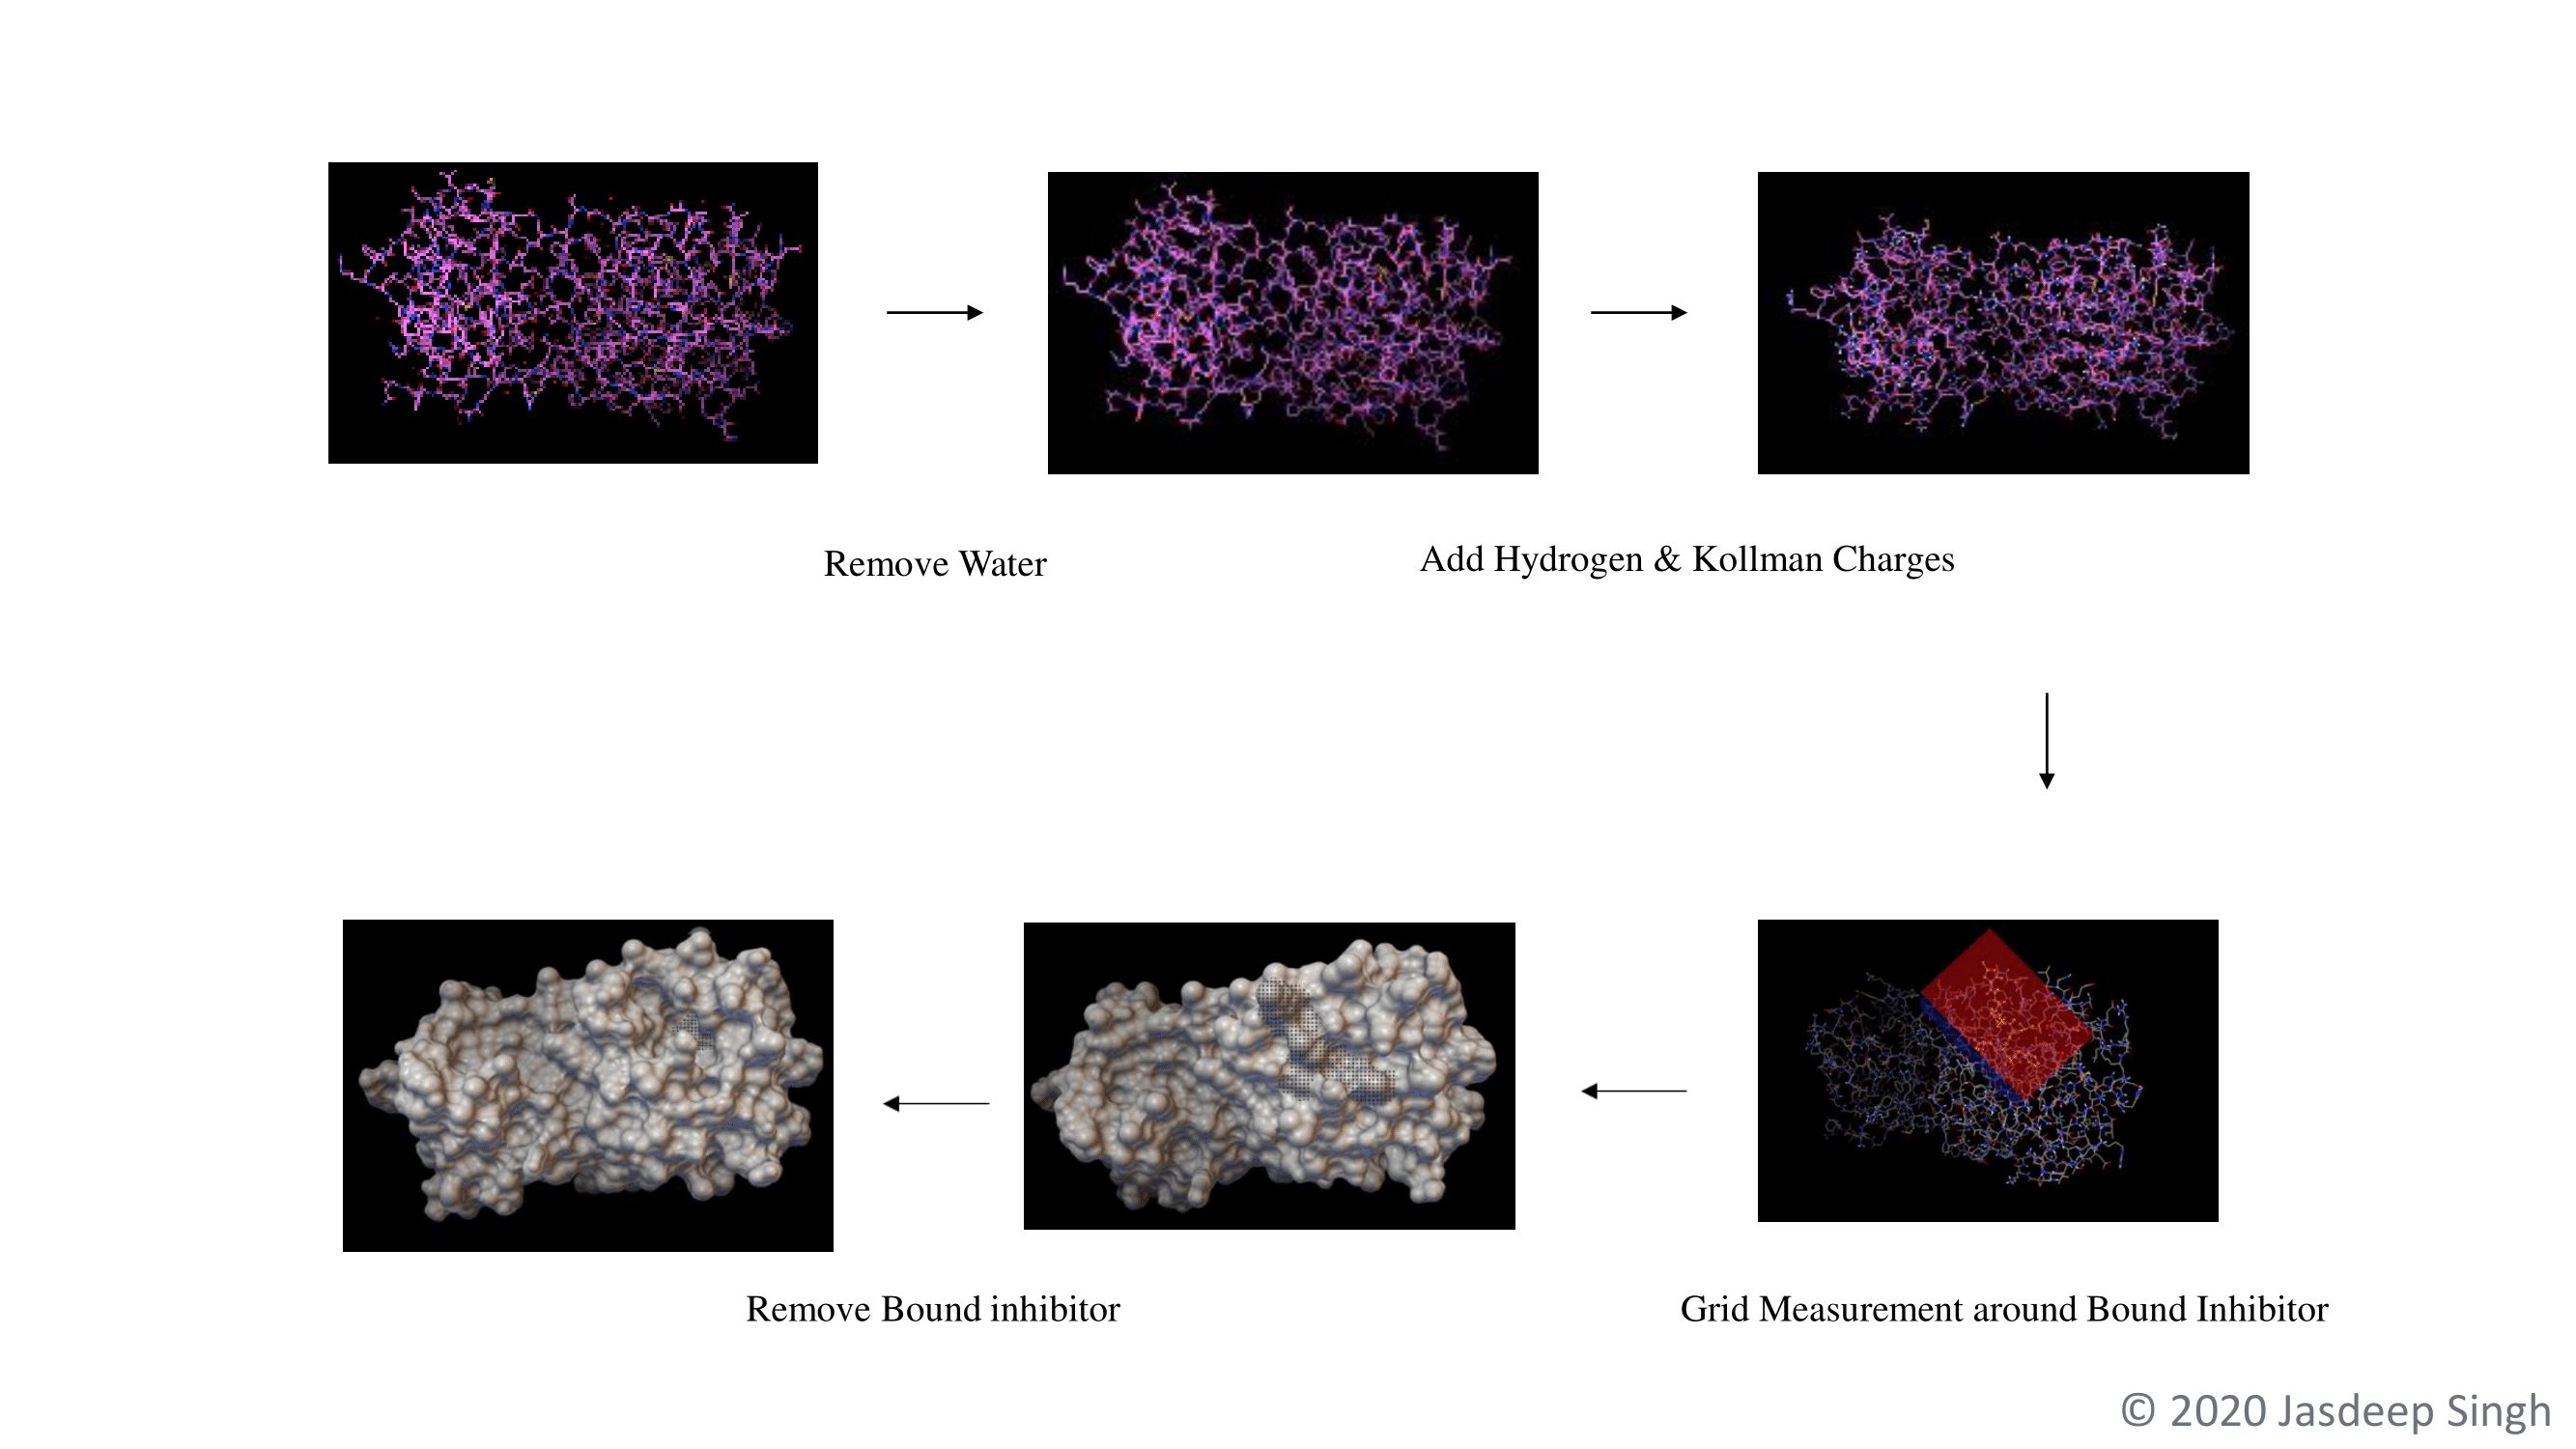 Remove Water
Add Hydrogen & Kollman Charges
Remove Bound inhibitor
Grid Measurement around Bound Inhibitor
© 2020 Jasdeep Singh